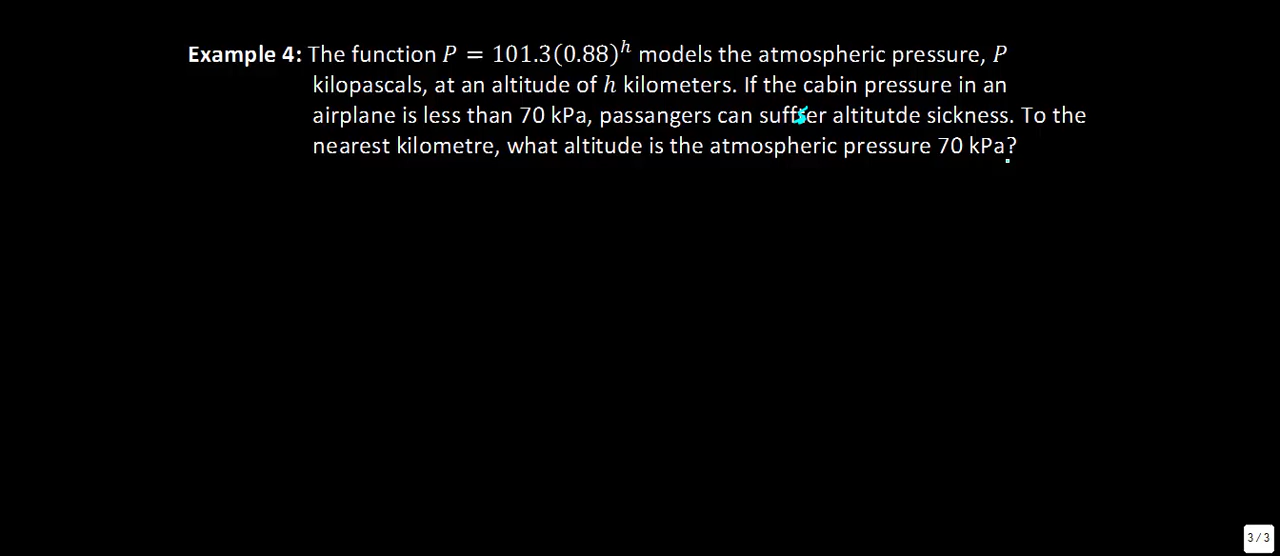 Example 4: The function P = 101.3(0.88)^h models the atmospheric pressure, P
kilopascals, at an altitude of h kilometers. If the cabin pressure in an
airplane is less than 70 kPa, passangers can suffser altitutde sickness. To the
nearest kilometre, what altitude is the atmospheric pressure 70 kPa?
3 / 3